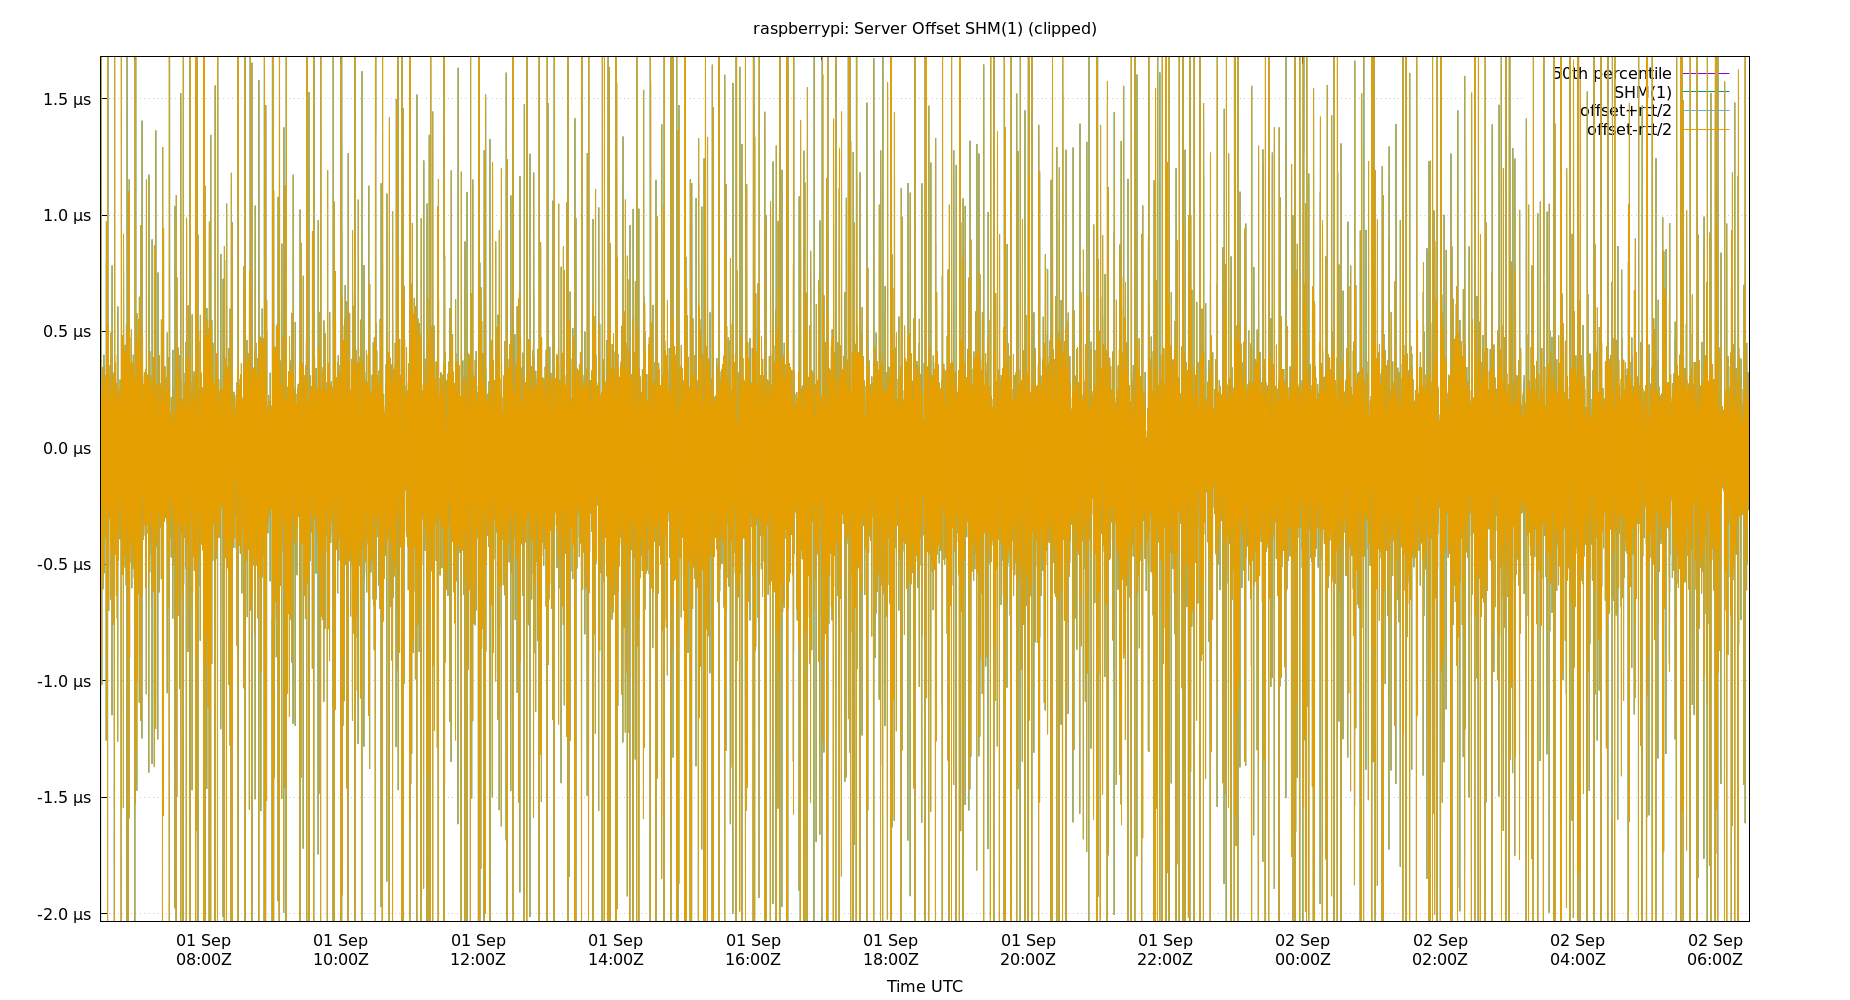 raspberrypi: Server Offset SHM(1) (clipped)
50th percentile
SHM(1)
offset+rtt/2
offset-rtt/2
1.5 µs
1.0 µs
0.5 µs
0.0 µs
-0.5 µs
-1.0 µs
-1.5 µs
-2.0 µs
01 Sep 01 Sep 01 Sep 01 Sep 01 Sep 01 Sep 01 Sep 01 Sep 02 Sep 02 Sep 02 Sep 02 Sep
08:00Z 10:00Z 12:00Z 14:00Z 16:00Z 18:00Z 20:00Z 22:00Z 00:00Z 02:00Z 04:00Z 06:00Z
Time UTC